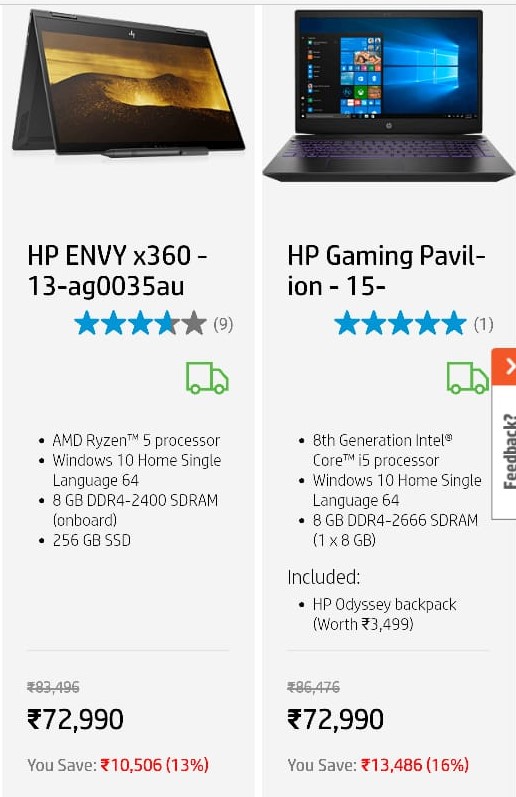 HP ENVY x360 -
13-ag0035au
(9)
• AMD Ryzen™ 5 processor
• Windows 10 Home Single
Language 64
• 8 GB DDR4-2400 SDRAM
(onboard)
• 256 GB SSD
₹83,496
₹72,990
You Save: ₹10,506 (13%)
HP Gaming Pavil-
ion - 15-
(1)
• 8th Generation Intel®
Core™ i5 processor
• Windows 10 Home Single
Language 64
• 8 GB DDR4-2666 SDRAM
(1 x 8 GB)
Included:
• HP Odyssey backpack
(Worth ₹3,499)
₹86,476
₹72,990
You Save: ₹13,486 (16%)
Feedback?